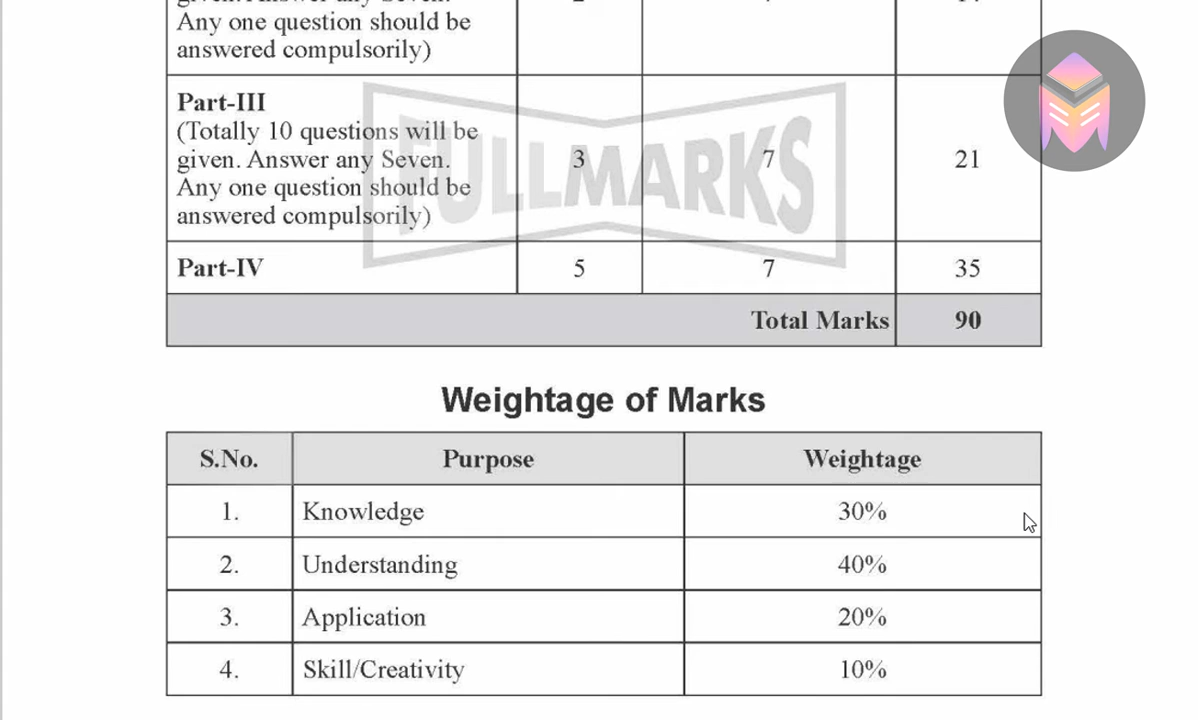 Any one question should be
answered compulsorily)
Part-III
(Totally 10 questions will be
given. Answer any Seven.
Any one question should be
answered compulsorily)
3
7
21
FULLMARKS
Part-IV
5
7
35
Total Marks
90
Weightage of Marks
S.No.
Purpose
Weightage
1.
Knowledge
30%
2.
Understanding
40%
3.
Application
20%
4.
Skill/Creativity
10%